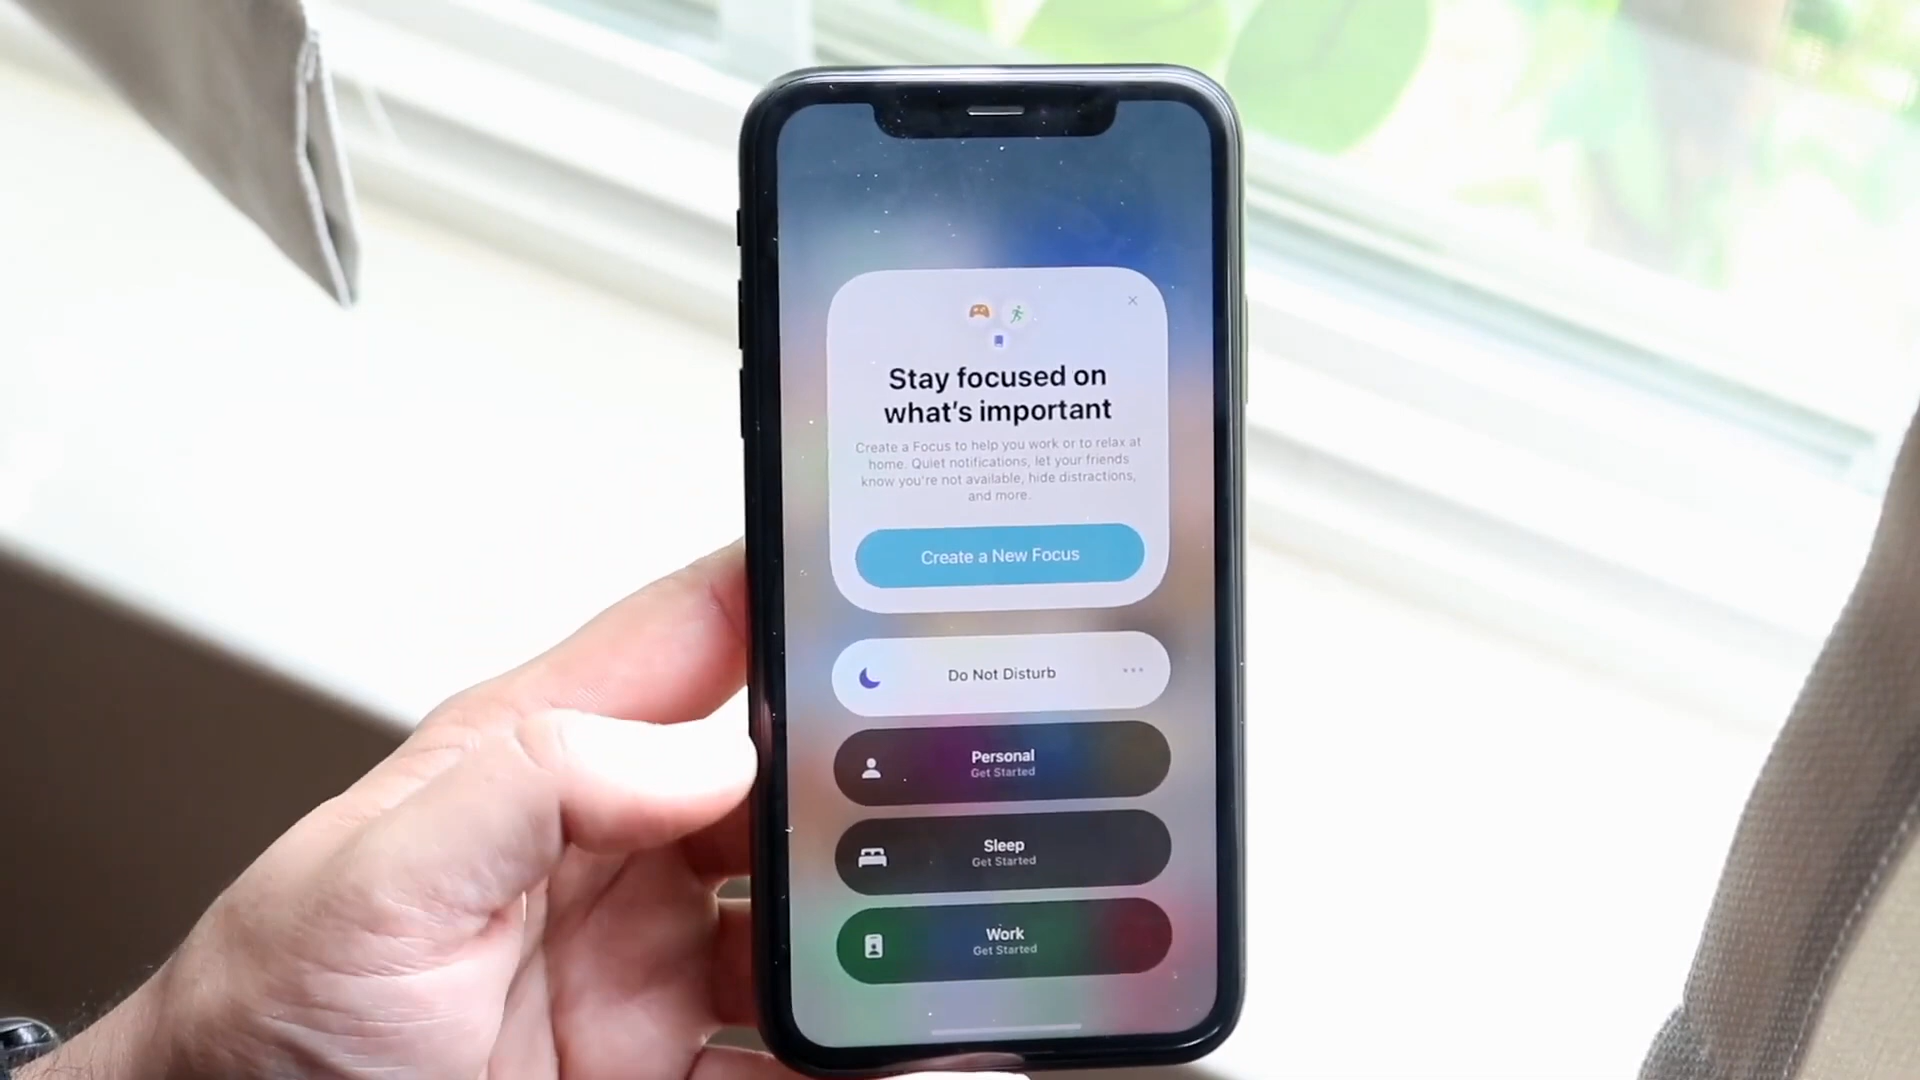 Stay focused on
what's important
Create a Focus to help you work or to relax at
home. Quiet notifications, let your friends
know you're not available, hide distractions,
and more.
Create a New Focus
Do Not Disturb
Personal
Get Started
Sleep
Get Started
Work
Get Started